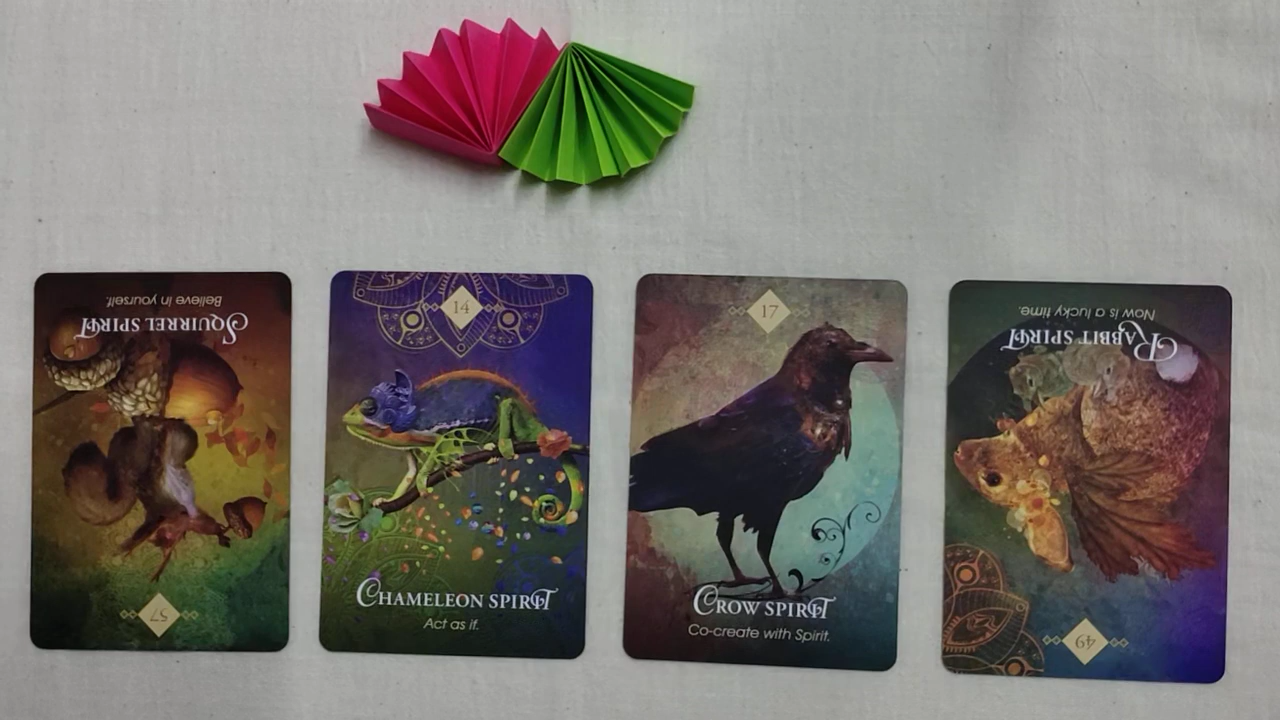 Believe in yourself.
SQUIRREL SPIRIT
57
14
CHAMELEON SPIRIT
Act as if.
17
CROW SPIRIT
Co-create with Spirit.
Now is a lucky time.
RABBIT SPIRIT
49